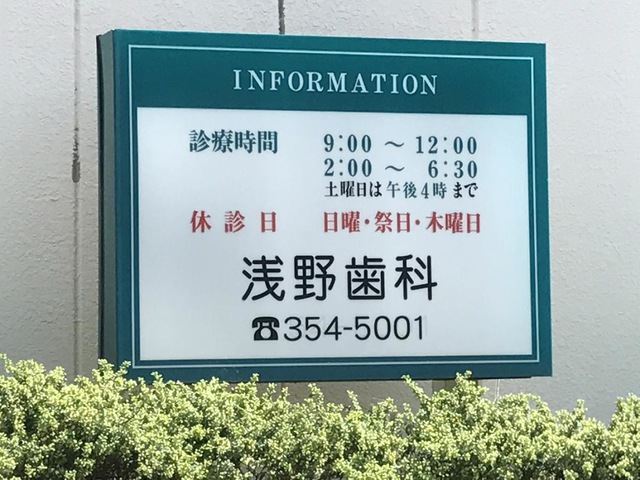 INFORMATION
診療時間 9:00 ～ 12:00
2:00 ～ 6:30
土曜日は午後4時まで
休診日 日曜・祭日・木曜日
浅野歯科
☎354-5001